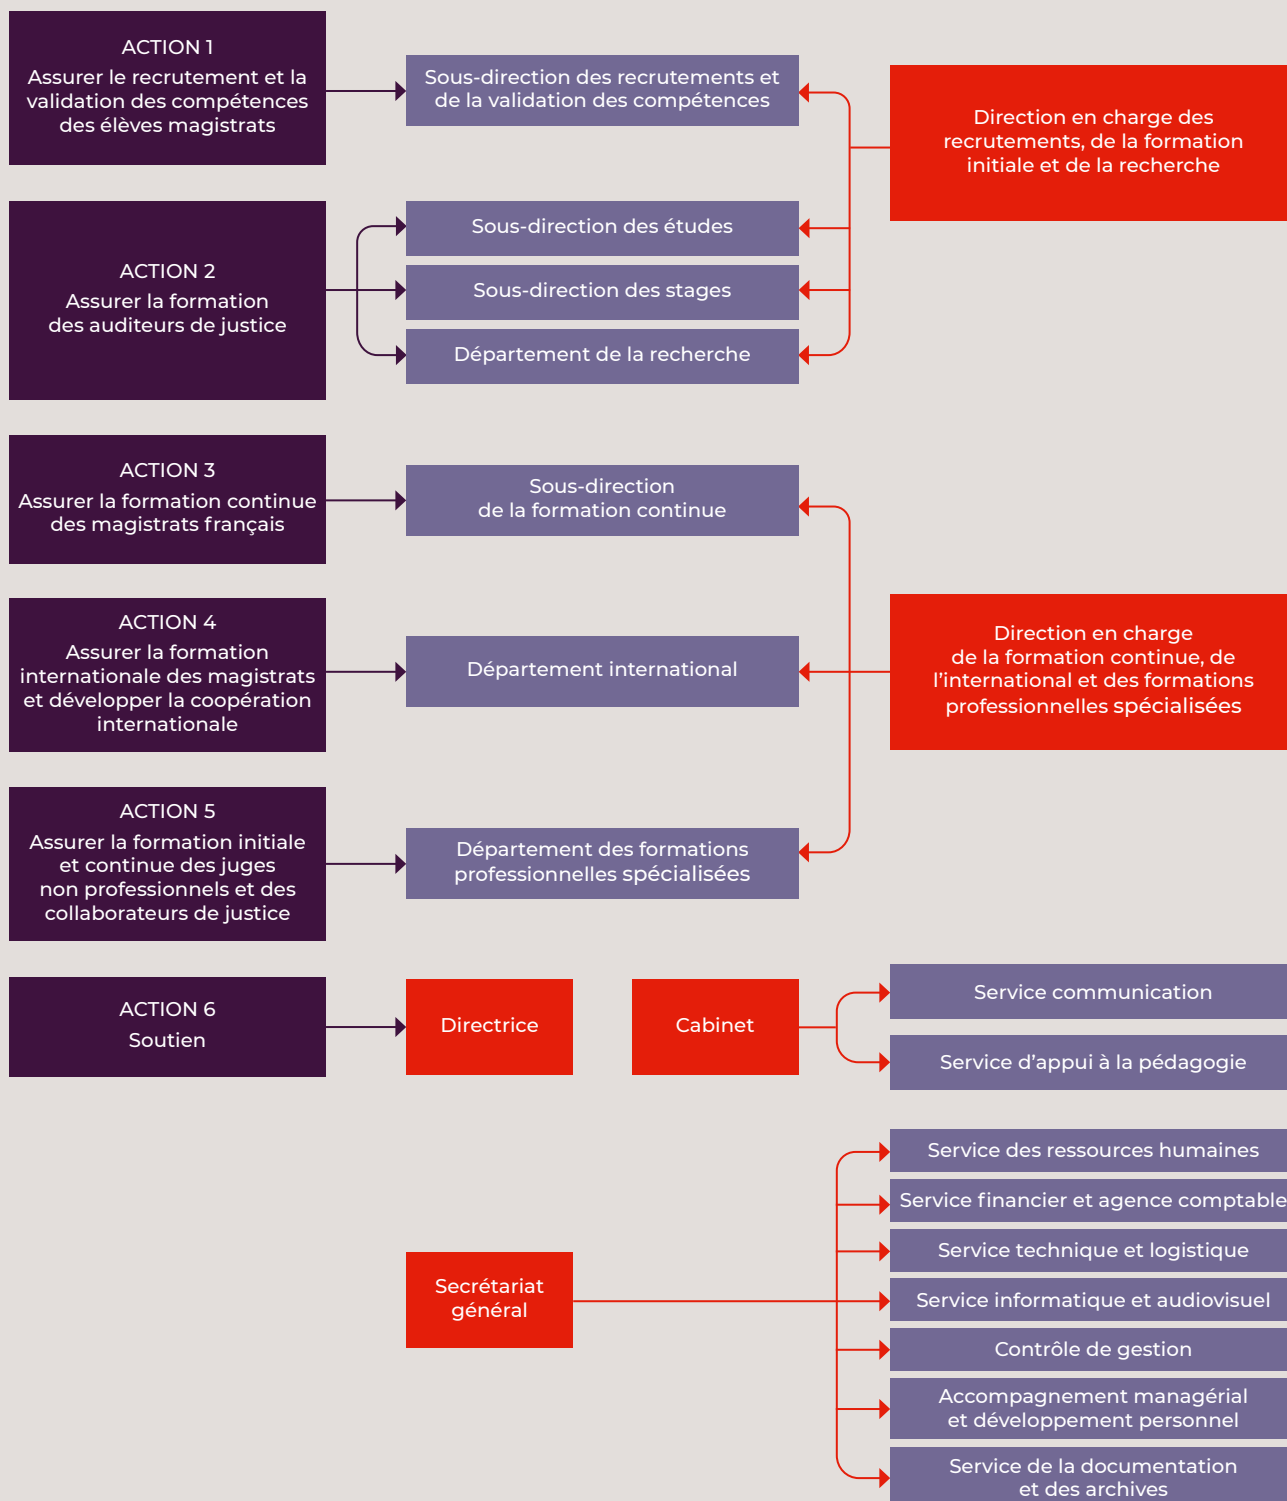 ACTION 1
Assurer le recrutement et la
validation des compétences
des élèves magistrats
Sous-direction des recrutements et
de la validation des compétences
Direction en charge des
recrutements, de la formation
initiale et de la recherche
ACTION 2
Assurer la formation
des auditeurs de justice
Sous-direction des études
Sous-direction des stages
Département de la recherche
ACTION 3
Assurer la formation continue
des magistrats français
Sous-direction
de la formation continue
ACTION 4
Assurer la formation
internationale des magistrats
et développer la coopération
internationale
Département international
Direction en charge
de la formation continue, de
l’international et des formations
professionnelles spécialisées
ACTION 5
Assurer la formation initiale
et continue des juges
non professionnels et des
collaborateurs de justice
Département des formations
professionnelles spécialisées
ACTION 6
Soutien
Directrice
Cabinet
Service communication
Service d’appui à la pédagogie
Secrétariat
général
Service des ressources humaines
Service financier et agence comptable
Service technique et logistique
Service informatique et audiovisuel
Contrôle de gestion
Accompagnement managérial
et développement personnel
Service de la documentation
et des archives